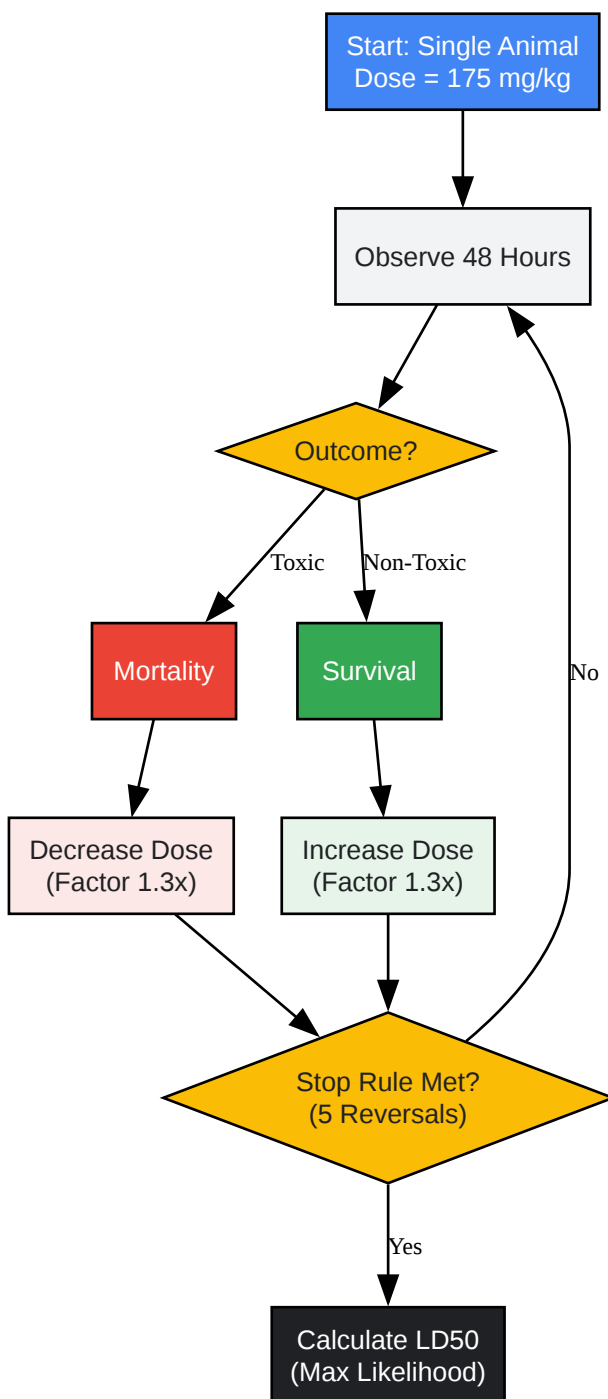 Start: Single Animal
Dose = 175 mg/kg
Observe 48 Hours
Outcome?
Toxic
Non-Toxic
Mortality
Survival
No
Decrease Dose
(Factor 1.3x)
Increase Dose
(Factor 1.3x)
Stop Rule Met?
(5 Reversals)
Yes
Calculate LD50
(Max Likelihood)